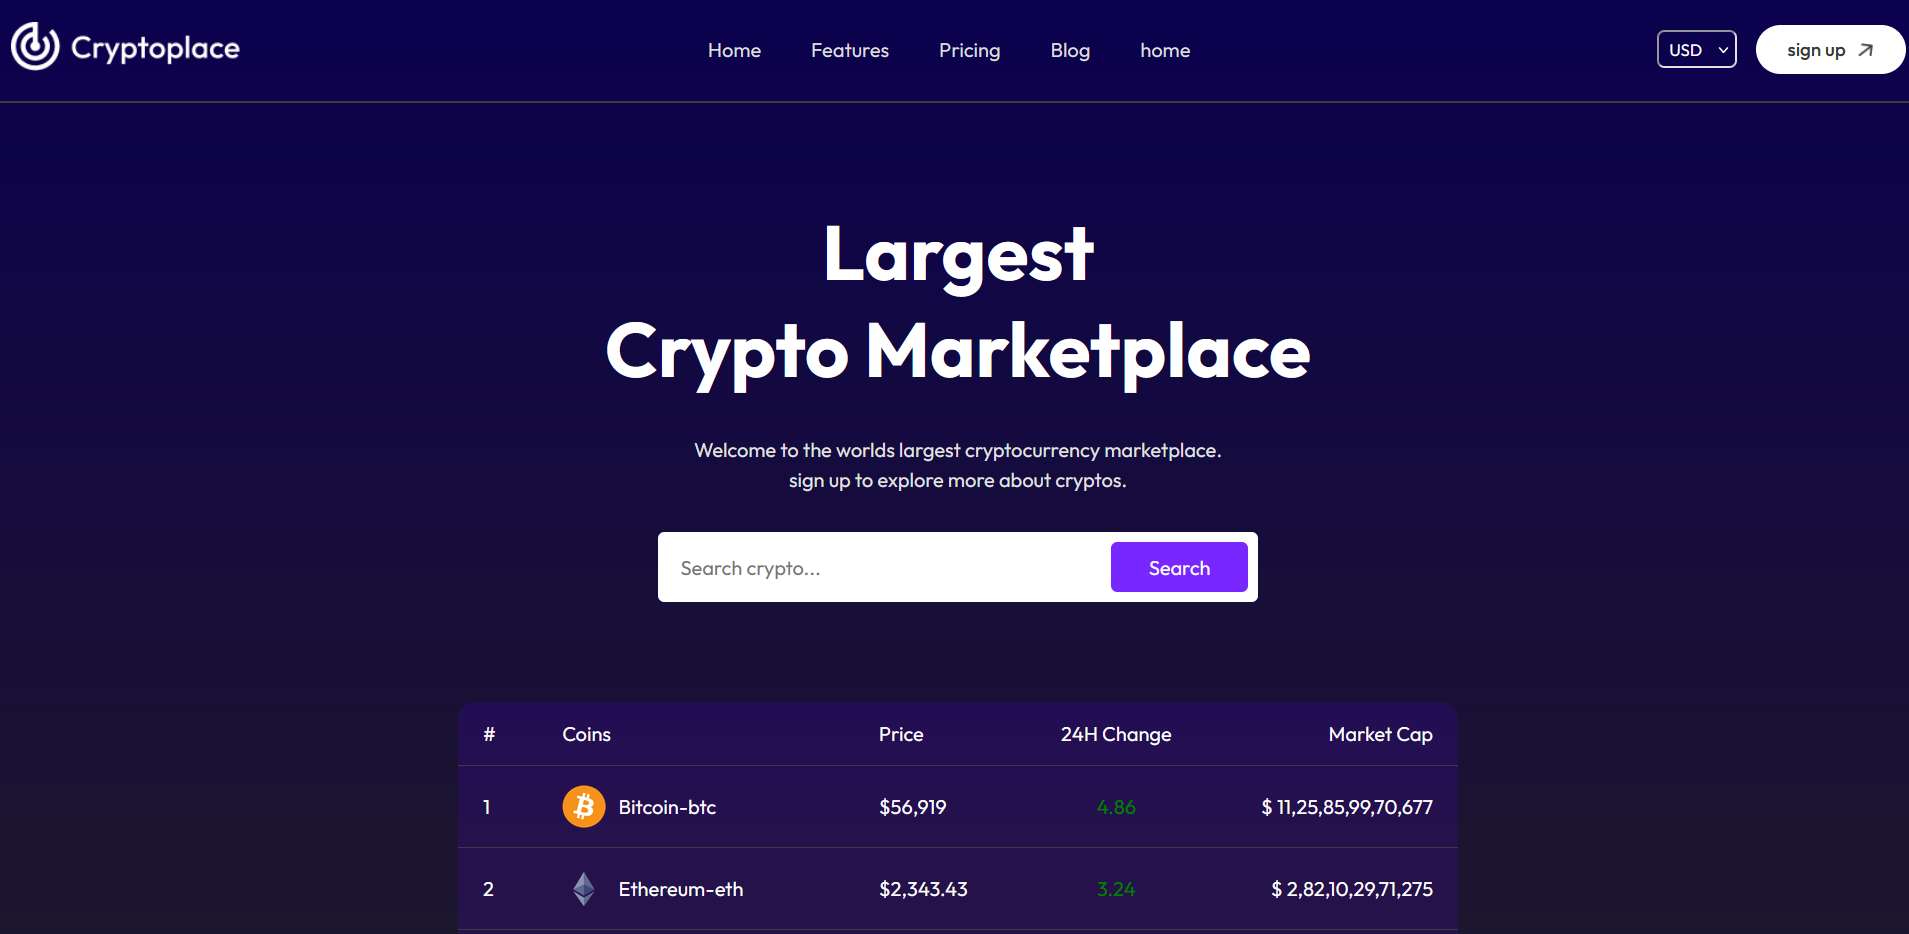 Cryptoplace
Home Features Pricing Blog home
USD
sign up
Largest
Crypto Marketplace
Welcome to the worlds largest cryptocurrency marketplace.
sign up to explore more about cryptos.
Search crypto...
Search
# Coins Price 24H Change Market Cap
1 Bitcoin-btc $56,919 4.86 $ 11,25,85,99,70,677
2 Ethereum-eth $2,343.43 3.24 $ 2,82,10,29,71,275